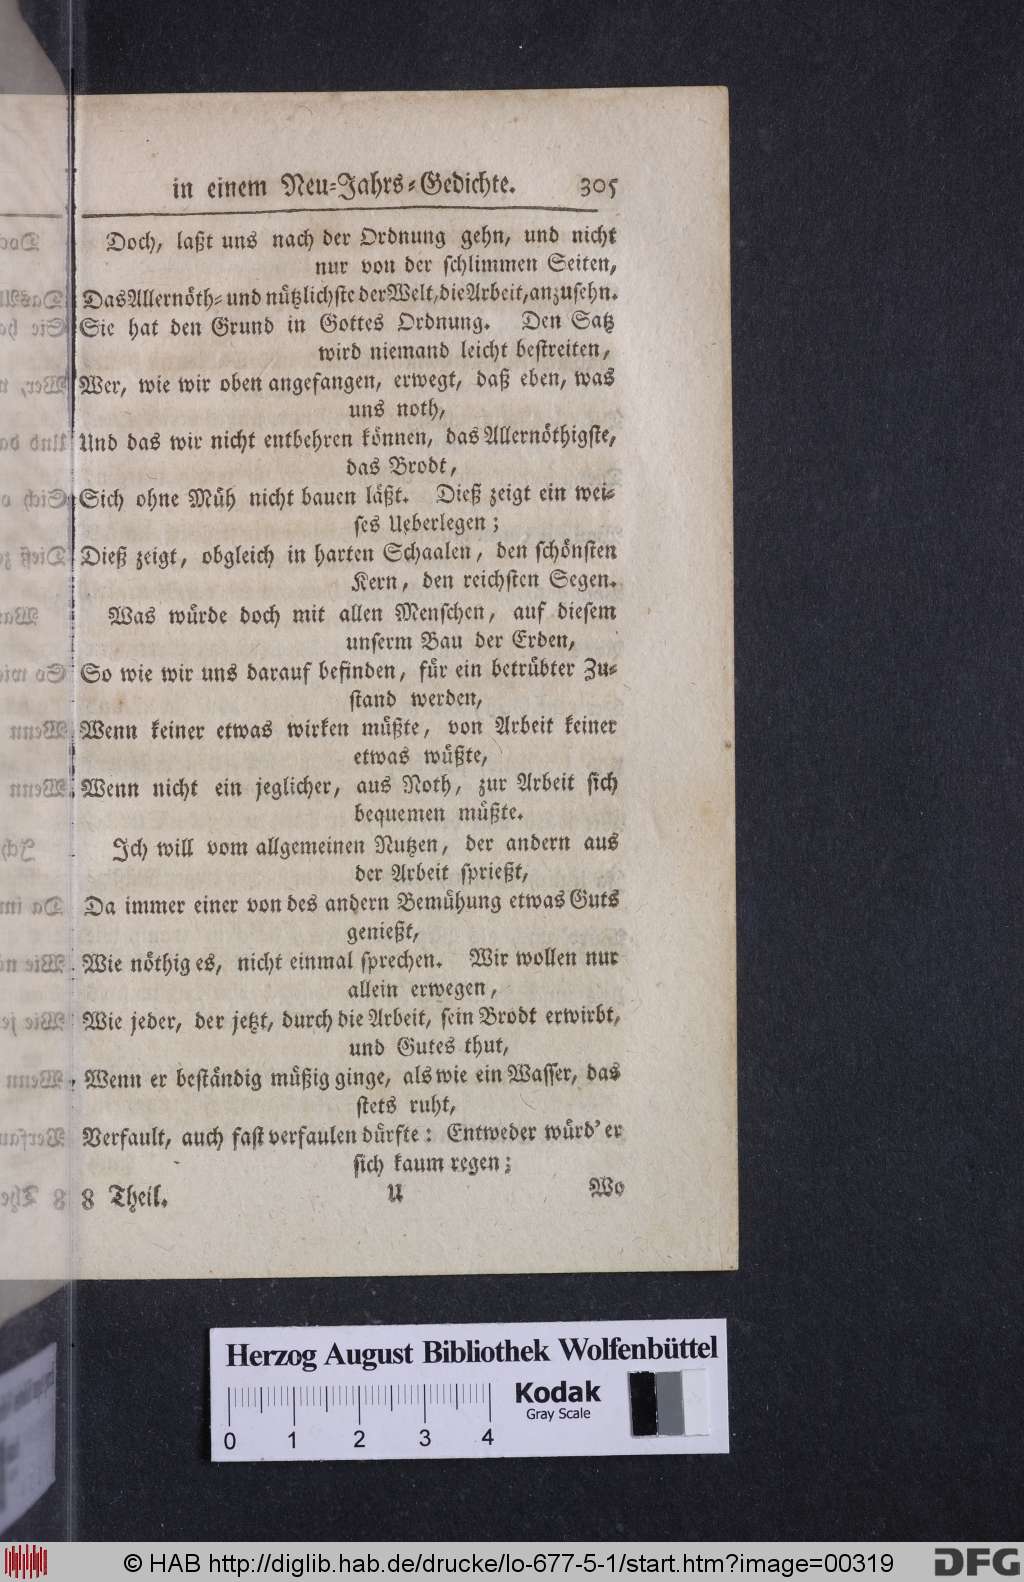 in einem Neu-Jahrs-Gedichte. 305
Doch, laßt uns nach der Ordnung gehn, und nicht
nur von der schlimmen Seiten,
Das Allernöth- und nützlichste der Welt, die Arbeit, anzusehn.
Sie hat den Grund in Gottes Ordnung. Den Satz
wird niemand leicht bestreiten,
Wer, wie wir oben angefangen, erwegt, daß eben, was
uns noth,
Und das wir nicht entbehren können, das Allernöthigste,
das Brodt,
Sich ohne Müh nicht bauen läßt. Dieß zeigt ein wei-
ses Ueberlegen;
Dieß zeigt, obgleich in harten Schaalen, den schönsten
Kern, den reichsten Segen.
Was würde doch mit allen Menschen, auf diesem
unserm Bau der Erden,
So wie wir uns darauf befinden, für ein betrübter Zu-
stand werden,
Wenn keiner etwas wirken müßte, von Arbeit keiner
etwas wüßte,
Wenn nicht ein jeglicher, aus Noth, zur Arbeit sich
bequemen müßte.
Ich will vom allgemeinen Nutzen, der andern aus
der Arbeit sprießt,
Da immer einer von des andern Bemühung etwas Guts
genießt,
Wie nöthig es, nicht einmal sprechen. Wir wollen nur
allein erwegen,
Wie jeder, der jetzt, durch die Arbeit, sein Brodt erwirbt,
und Gutes thut,
Wenn er beständig müßig ginge, als wie ein Wasser, das
stets ruht,
Verfault, auch fast verfaulen dürfte: Entweder würd' er
sich kaum regen;
8 Theil. U Wo
Herzog August Bibliothek Wolfenbüttel
Kodak
Gray Scale
0 1 2 3 4
© HAB http://diglib.hab.de/drucke/lo-677-5-1/start.htm?image=00319
DFG